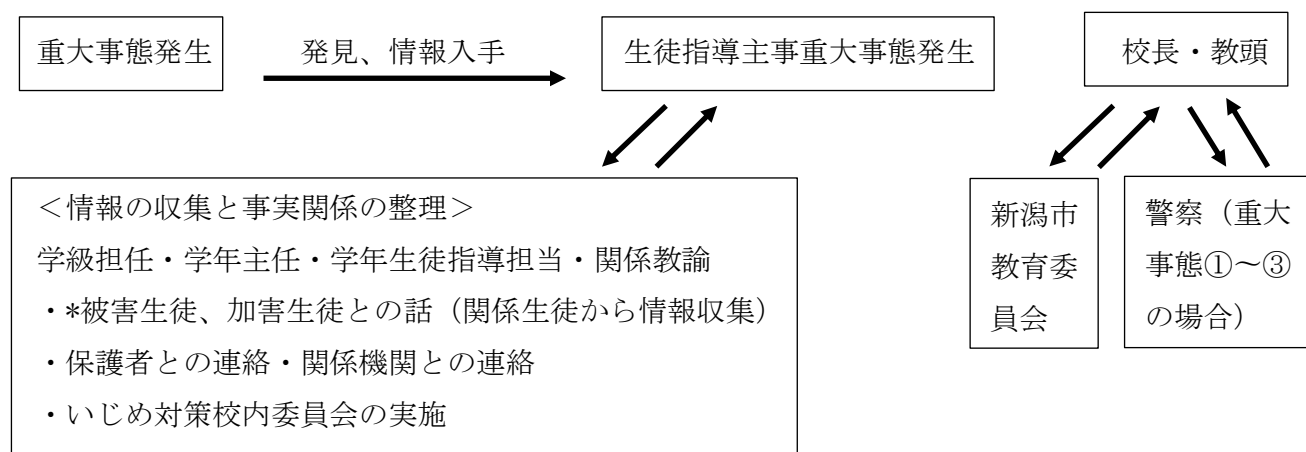 重大事態発生
発見、情報入手
生徒指導主事重大事態発生
校長・教頭
＜情報の収集と事実関係の整理＞
学級担任・学年主任・学年生徒指導担当・関係教諭
・*被害生徒、加害生徒との話（関係生徒から情報収集）
・保護者との連絡・関係機関との連絡
・いじめ対策校内委員会の実施
新潟市
教育委
員会
警察（重大
事態①～③
の場合）